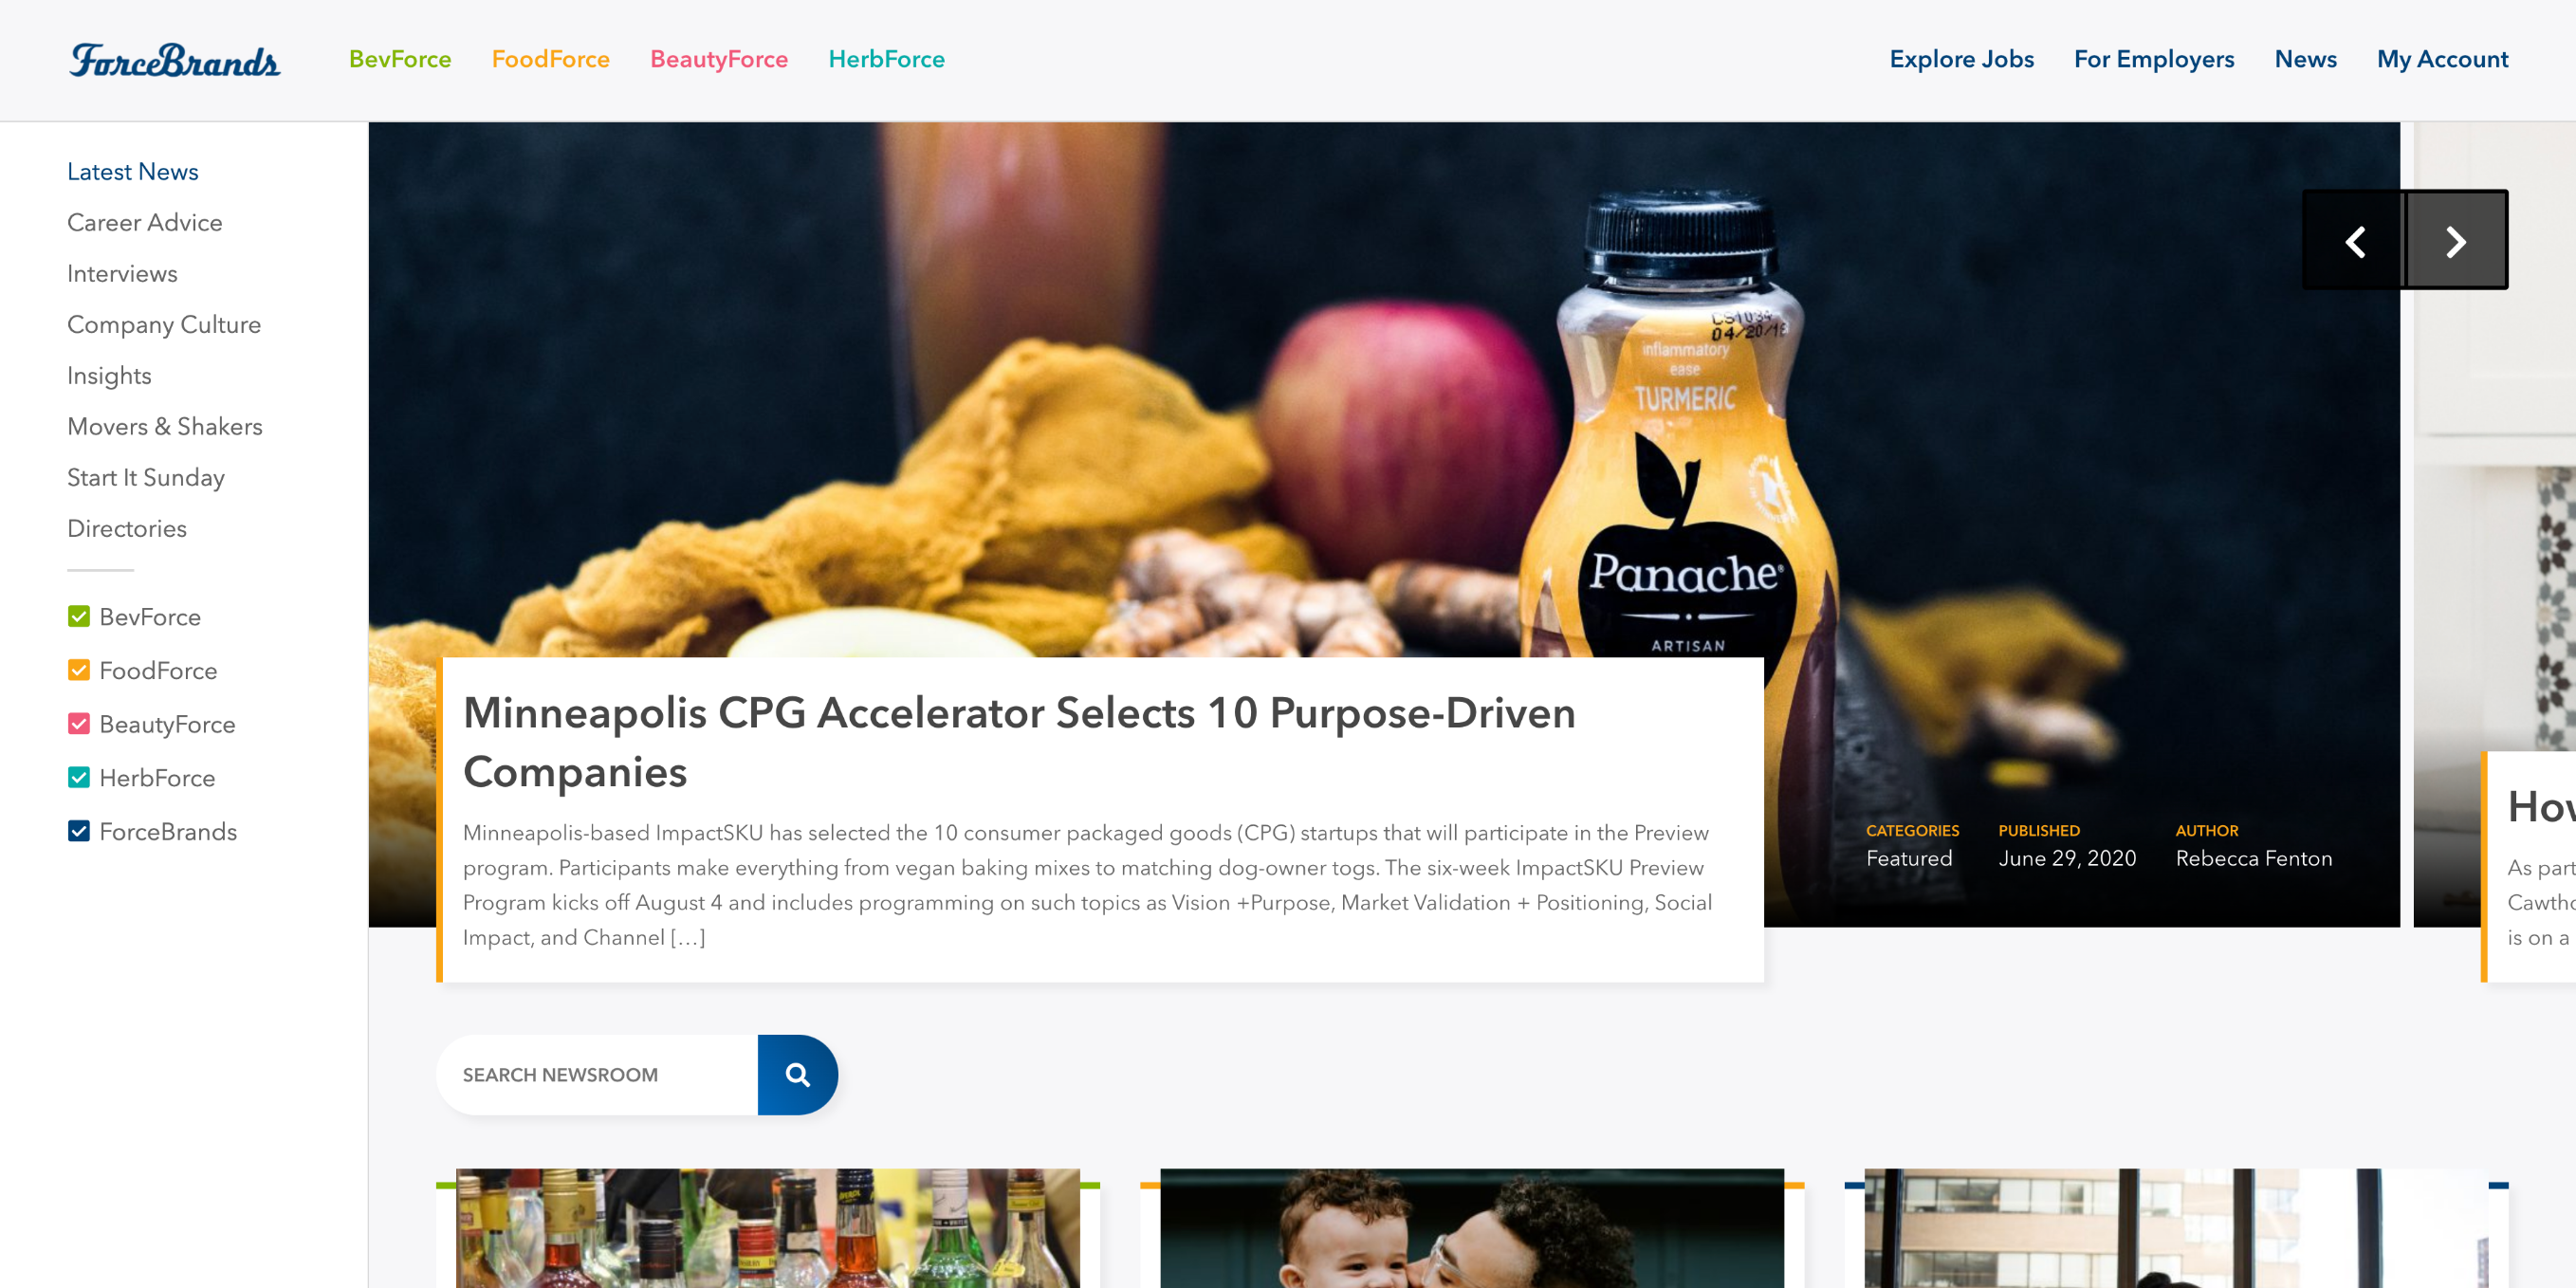 ForceBrands
BevForce
FoodForce
BeautyForce
HerbForce
Explore Jobs
For Employers
News
My Account
Latest News
Career Advice
Interviews
Company Culture
Insights
Movers & Shakers
Start It Sunday
Directories
BevForce
FoodForce
BeautyForce
HerbForce
ForceBrands
CS1034
04/20/18
inflammatory
ease
TURMERIC
Panache®
ARTISAN
Minneapolis CPG Accelerator Selects 10 Purpose-Driven
Companies
Minneapolis-based ImpactSKU has selected the 10 consumer packaged goods (CPG) startups that will participate in the Preview
program. Participants make everything from vegan baking mixes to matching dog-owner togs. The six-week ImpactSKU Preview
Program kicks off August 4 and includes programming on such topics as Vision +Purpose, Market Validation + Positioning, Social
Impact, and Channel […]
CATEGORIES
Featured
PUBLISHED
June 29, 2020
AUTHOR
Rebecca Fenton
As part
is on a
SEARCH NEWSROOM